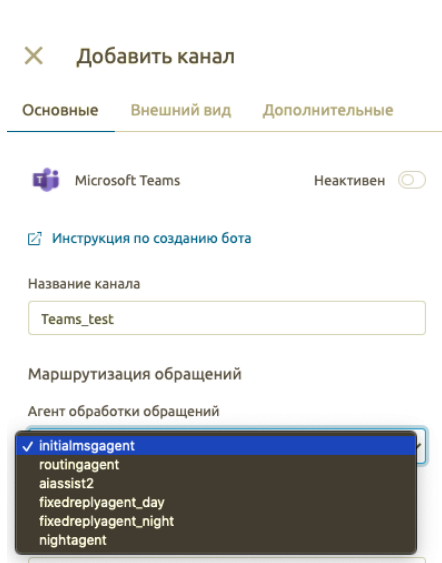 Добавить канал
Основные Внешний вид Дополнительные
Microsoft Teams Неактивен
Инструкция по созданию бота
Название канала
Teams_test
Маршрутизация обращений
Агент обработки обращений
✓ initialmsgagent
routingagent
aiassist2
fixedreplyagent_day
fixedreplyagent_night
nightagent